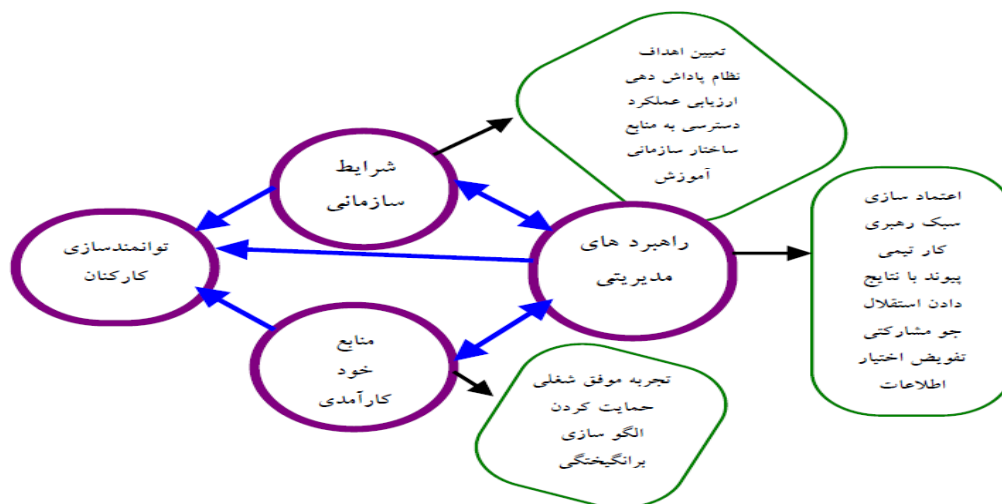 تعیین اهداف
نظام پاداش دهی
ارزیابی عملکرد
دسترسی به منابع
ساختار سازمانی
آموزش
شرایط
سازمانی
اعتماد سازی
سبک رهبری
کار تیمی
پیوند با نتایج
دادن استقلال
جو مشارکتی
تفویض اختیار
اطلاعات
راهبرد های
مدیریتی
توانمندسازی
کارکنان
منابع
خود
کارآمدی
تجربه موفق شغلی
حمایت کردن
الگو سازی
برانگیختگی